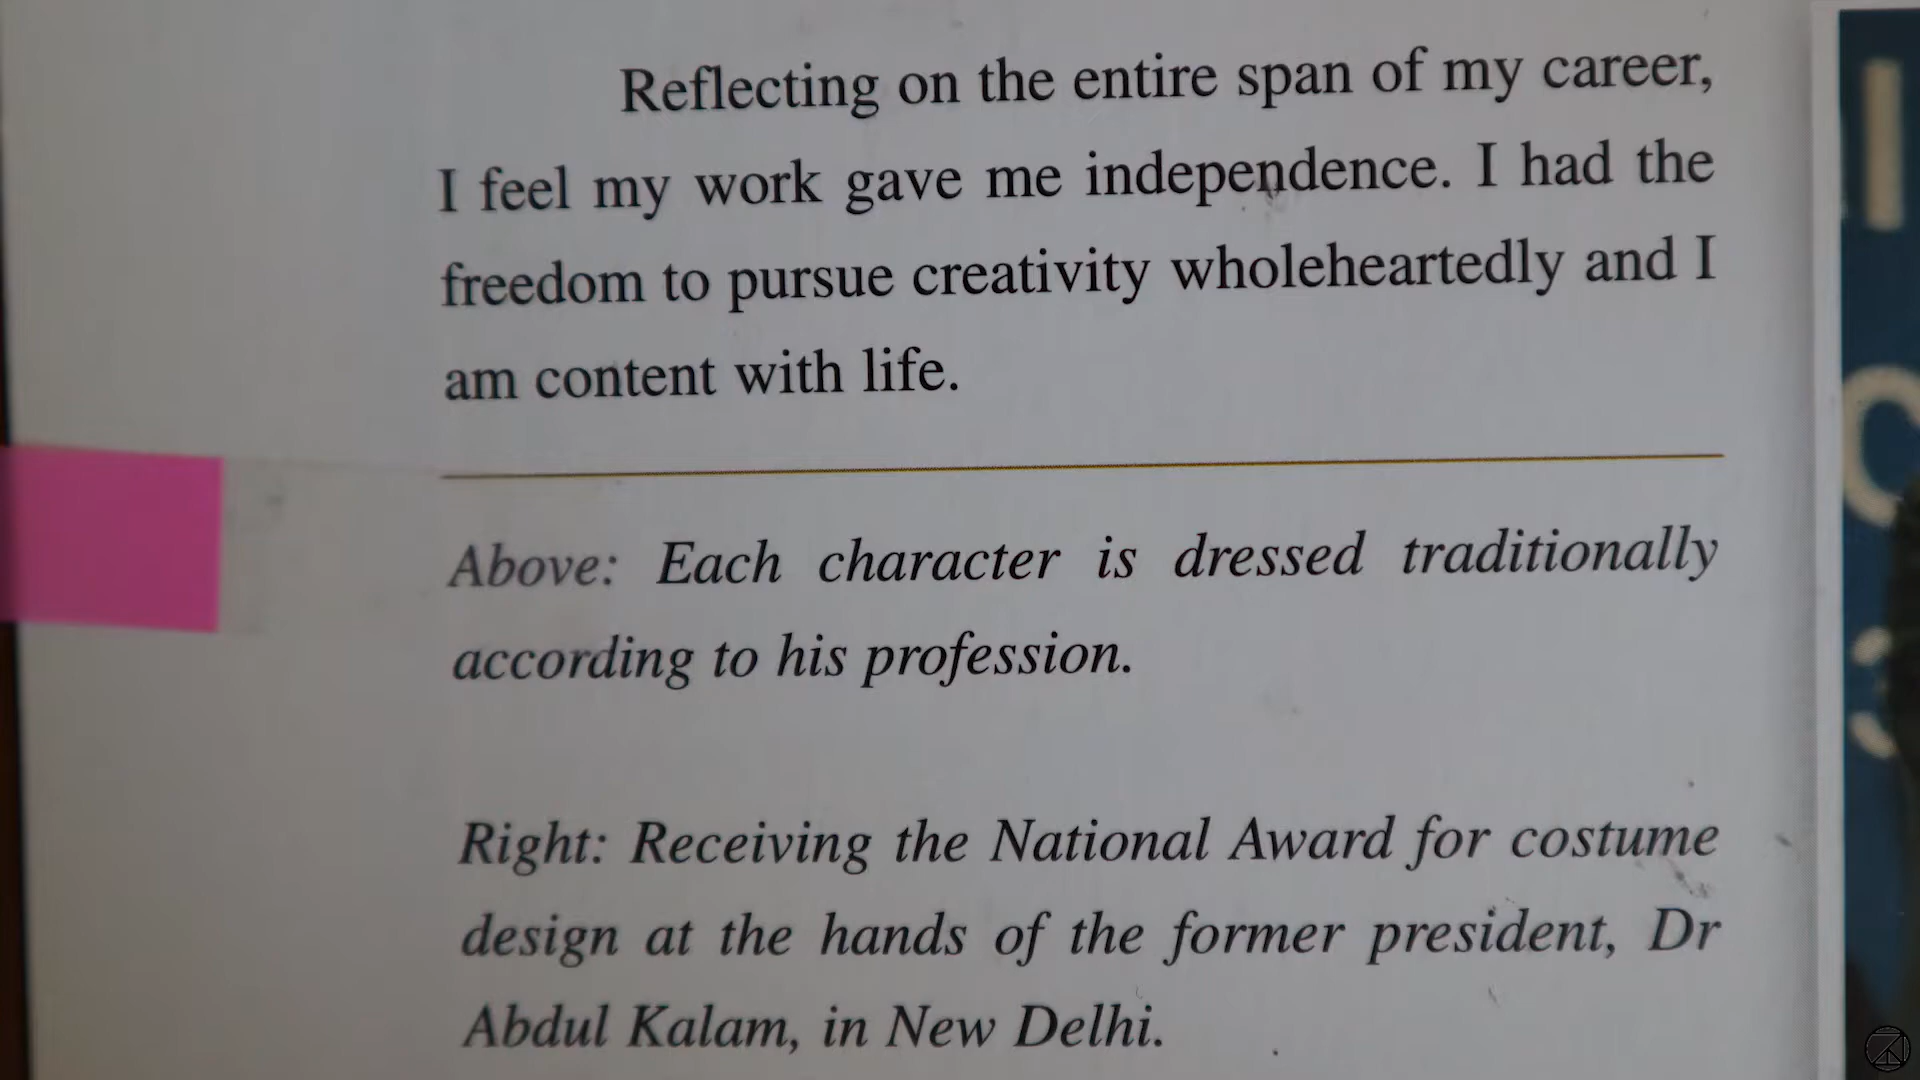 Reflecting on the entire span of my career,
I feel my work gave me independence. I had the
freedom to pursue creativity wholeheartedly and I
am content with life.
Above: Each character is dressed traditionally
according to his profession.
Right: Receiving the National Award for costume
design at the hands of the former president, Dr
Abdul Kalam, in New Delhi.